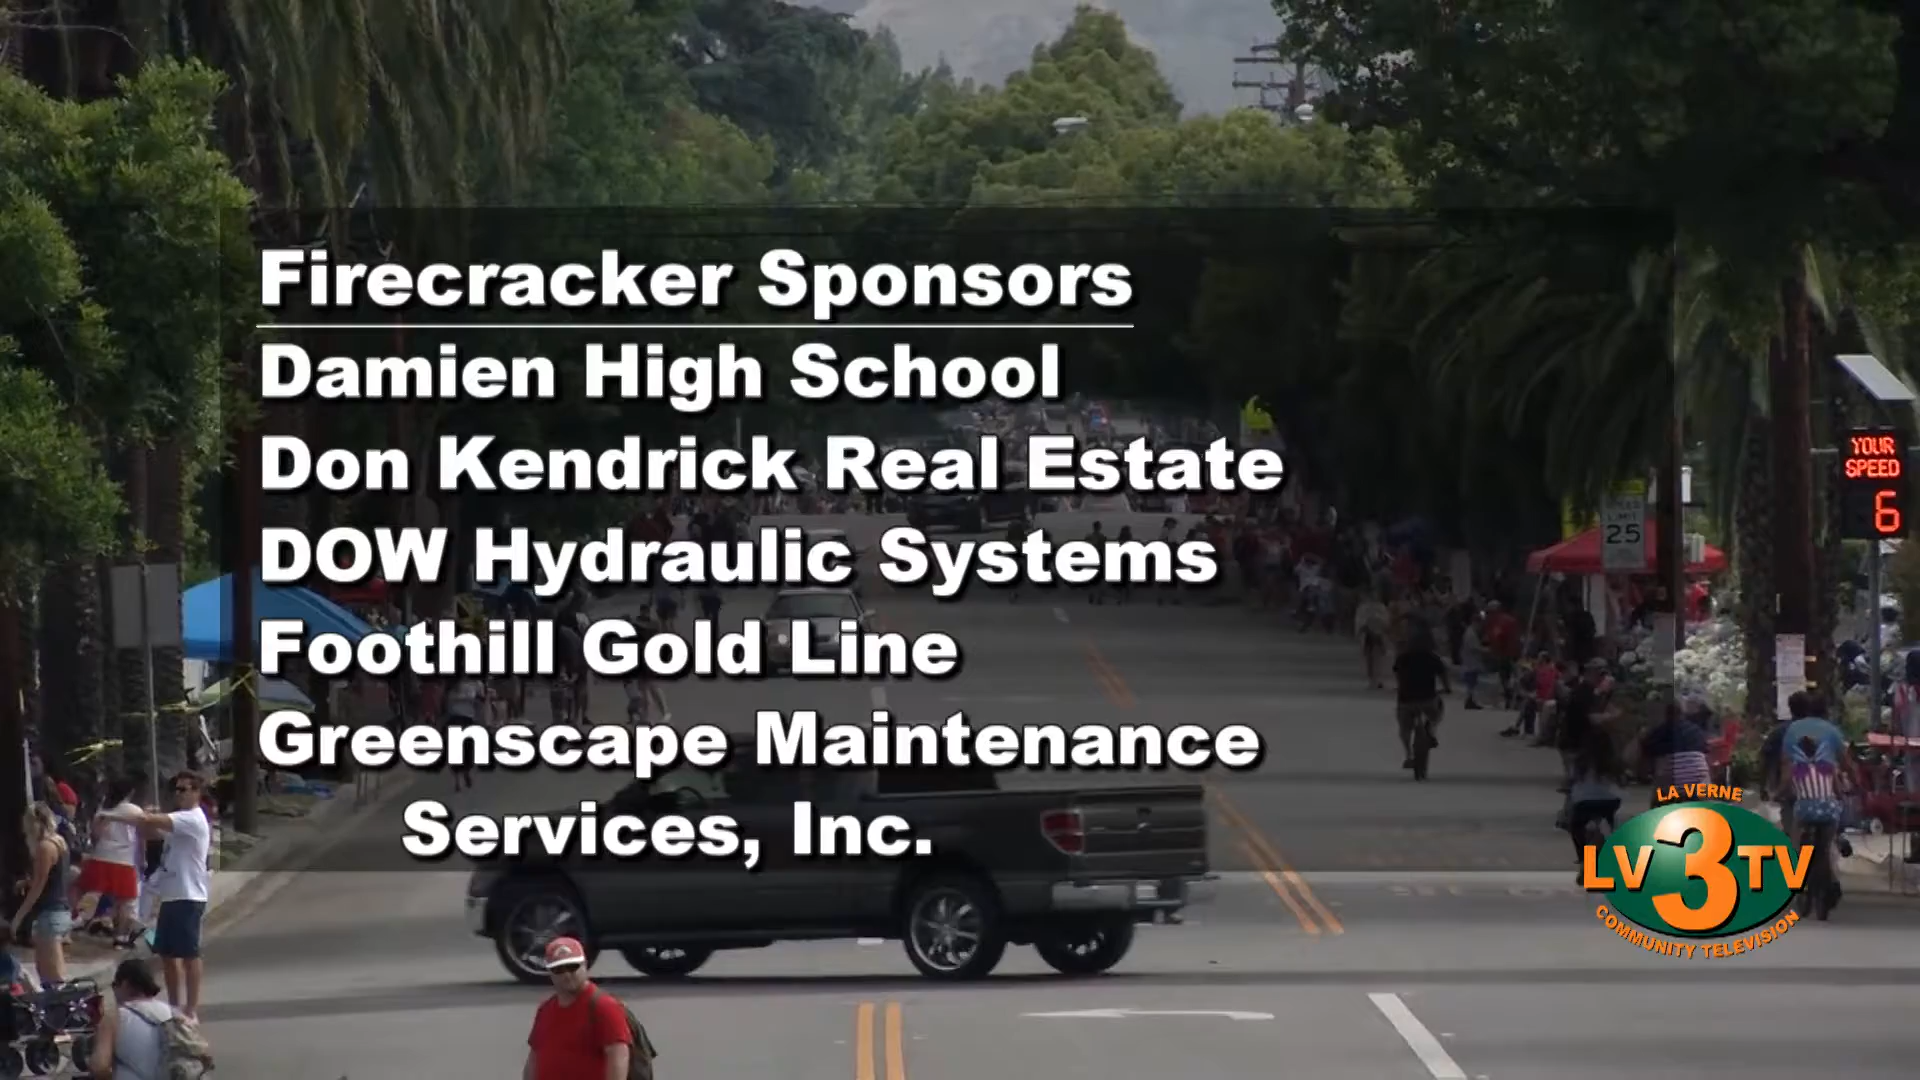 Firecracker Sponsors
Damien High School
Don Kendrick Real Estate
DOW Hydraulic Systems
Foothill Gold Line
Greenscape Maintenance
Services, Inc.
YOUR
SPEED
6
LIMIT
25
LA VERNE
LV3TV
COMMUNITY TELEVISION